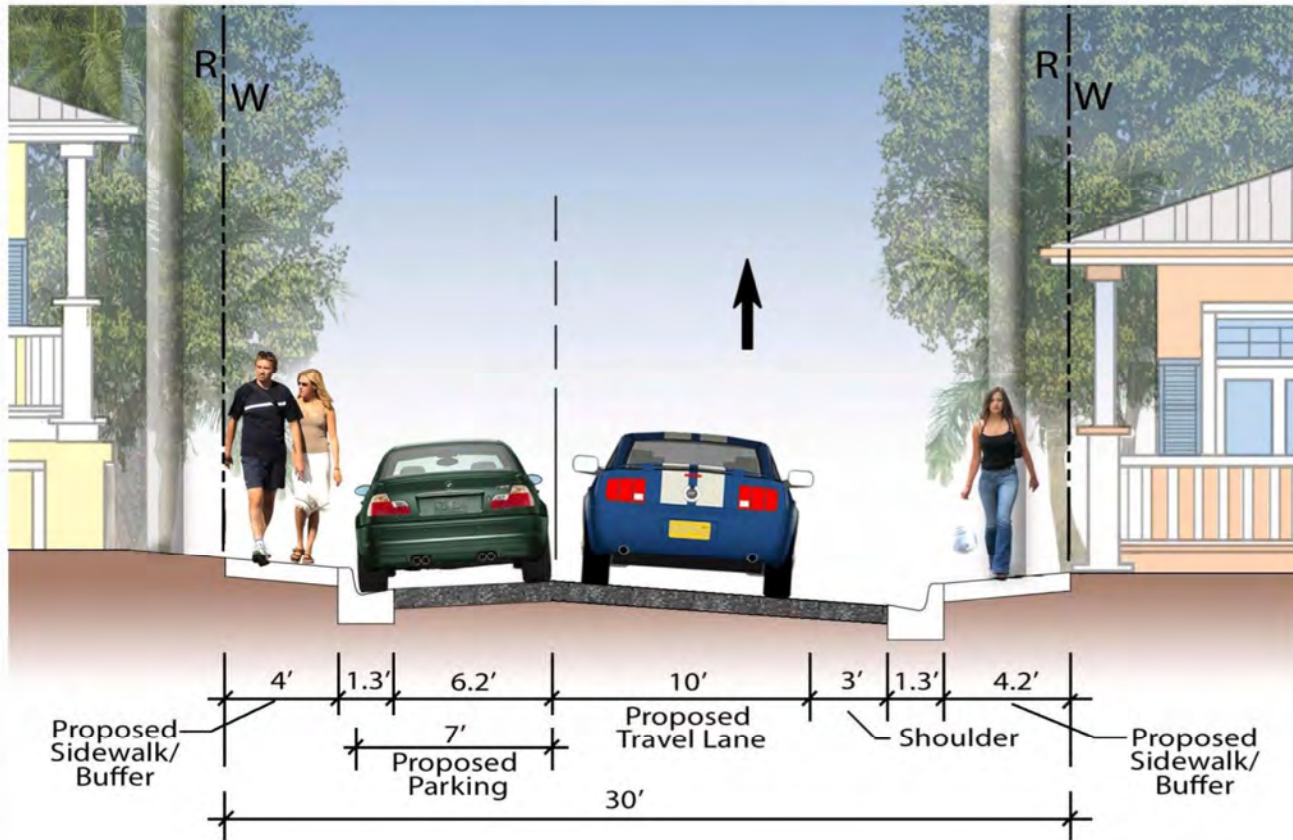 R
W
R
W
4’
1.3’
6.2’
10’
3’
1.3’
4.2’
Proposed
Sidewalk/
Buffer
7’
Proposed
Parking
Proposed
Travel Lane
Shoulder
Proposed
Sidewalk/
Buffer
30’